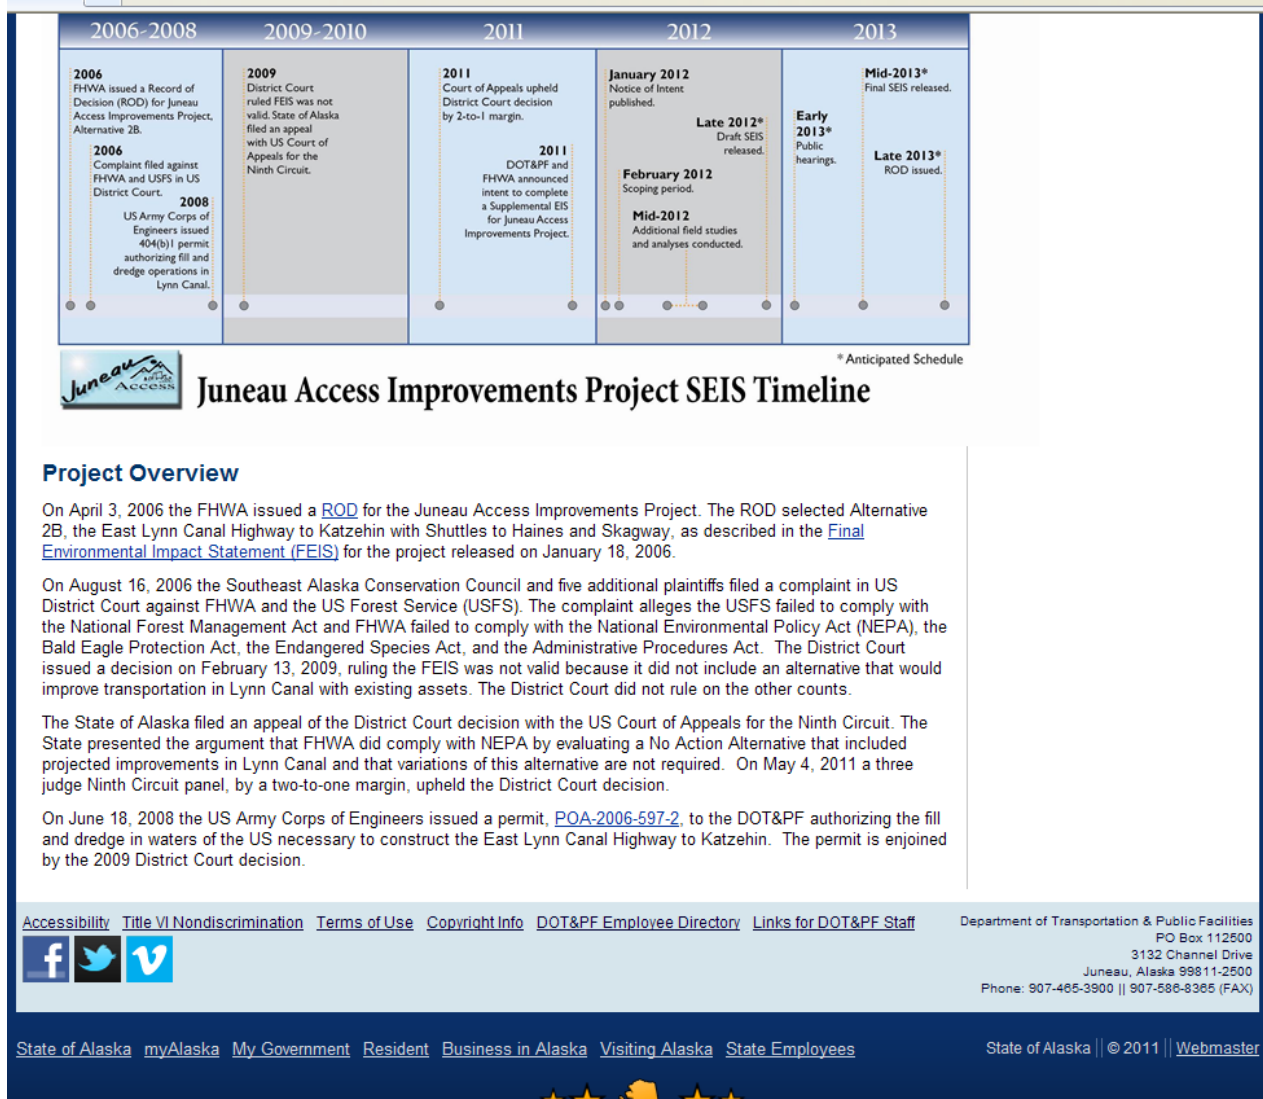 2006-2008 2009-2010 2011 2012 2013
2006
FHWA issued a Record of
Decision (ROD) for Juneau
Access Improvements Project,
Alternative 2B.
2006
Complaint filed against
FHWA and USFS in US
District Court.
2008
US Army Corps of
Engineers issued
404(b)1 permit
authorizing fill and
dredge operations in
Lynn Canal.
2009
District Court
ruled FEIS was not
valid. State of Alaska
filed an appeal
with US Court of
Appeals for the
Ninth Circuit.
2011
Court of Appeals upheld
District Court decision
by 2-to-1 margin.
2011
DOT&PF and
FHWA announced
intent to complete
a Supplemental EIS
for Juneau Access
Improvements Project.
January 2012
Notice of Intent
published.
Late 2012*
Draft SEIS
released.
February 2012
Scoping period.
Mid-2012
Additional field studies
and analyses conducted.
Early
2013*
Public
hearings.
Mid-2013*
Final SEIS released.
Late 2013*
ROD issued.
* Anticipated Schedule
Juneau
Access
Juneau Access Improvements Project SEIS Timeline
Project Overview
On April 3, 2006 the FHWA issued a ROD for the Juneau Access Improvements Project. The ROD selected Alternative
2B, the East Lynn Canal Highway to Katzehin with Shuttles to Haines and Skagway, as described in the Final
Environmental Impact Statement (FEIS) for the project released on January 18, 2006.
On August 16, 2006 the Southeast Alaska Conservation Council and five additional plaintiffs filed a complaint in US
District Court against FHWA and the US Forest Service (USFS). The complaint alleges the USFS failed to comply with
the National Forest Management Act and FHWA failed to comply with the National Environmental Policy Act (NEPA), the
Bald Eagle Protection Act, the Endangered Species Act, and the Administrative Procedures Act. The District Court
issued a decision on February 13, 2009, ruling the FEIS was not valid because it did not include an alternative that would
improve transportation in Lynn Canal with existing assets. The District Court did not rule on the other counts.
The State of Alaska filed an appeal of the District Court decision with the US Court of Appeals for the Ninth Circuit. The
State presented the argument that FHWA did comply with NEPA by evaluating a No Action Alternative that included
projected improvements in Lynn Canal and that variations of this alternative are not required. On May 4, 2011 a three
judge Ninth Circuit panel, by a two-to-one margin, upheld the District Court decision.
On June 18, 2008 the US Army Corps of Engineers issued a permit, POA-2006-597-2, to the DOT&PF authorizing the fill
and dredge in waters of the US necessary to construct the East Lynn Canal Highway to Katzehin. The permit is enjoined
by the 2009 District Court decision.
Accessibility Title VI Nondiscrimination Terms of Use Copyright Info DOT&PF Employee Directory Links for DOT&PF Staff
Department of Transportation & Public Facilities
PO Box 112500
3132 Channel Drive
Juneau, Alaska 99811-2500
Phone: 907-465-3900 || 907-586-8365 (FAX)
State of Alaska myAlaska My Government Resident Business in Alaska Visiting Alaska State Employees
State of Alaska || © 2011 || Webmaster